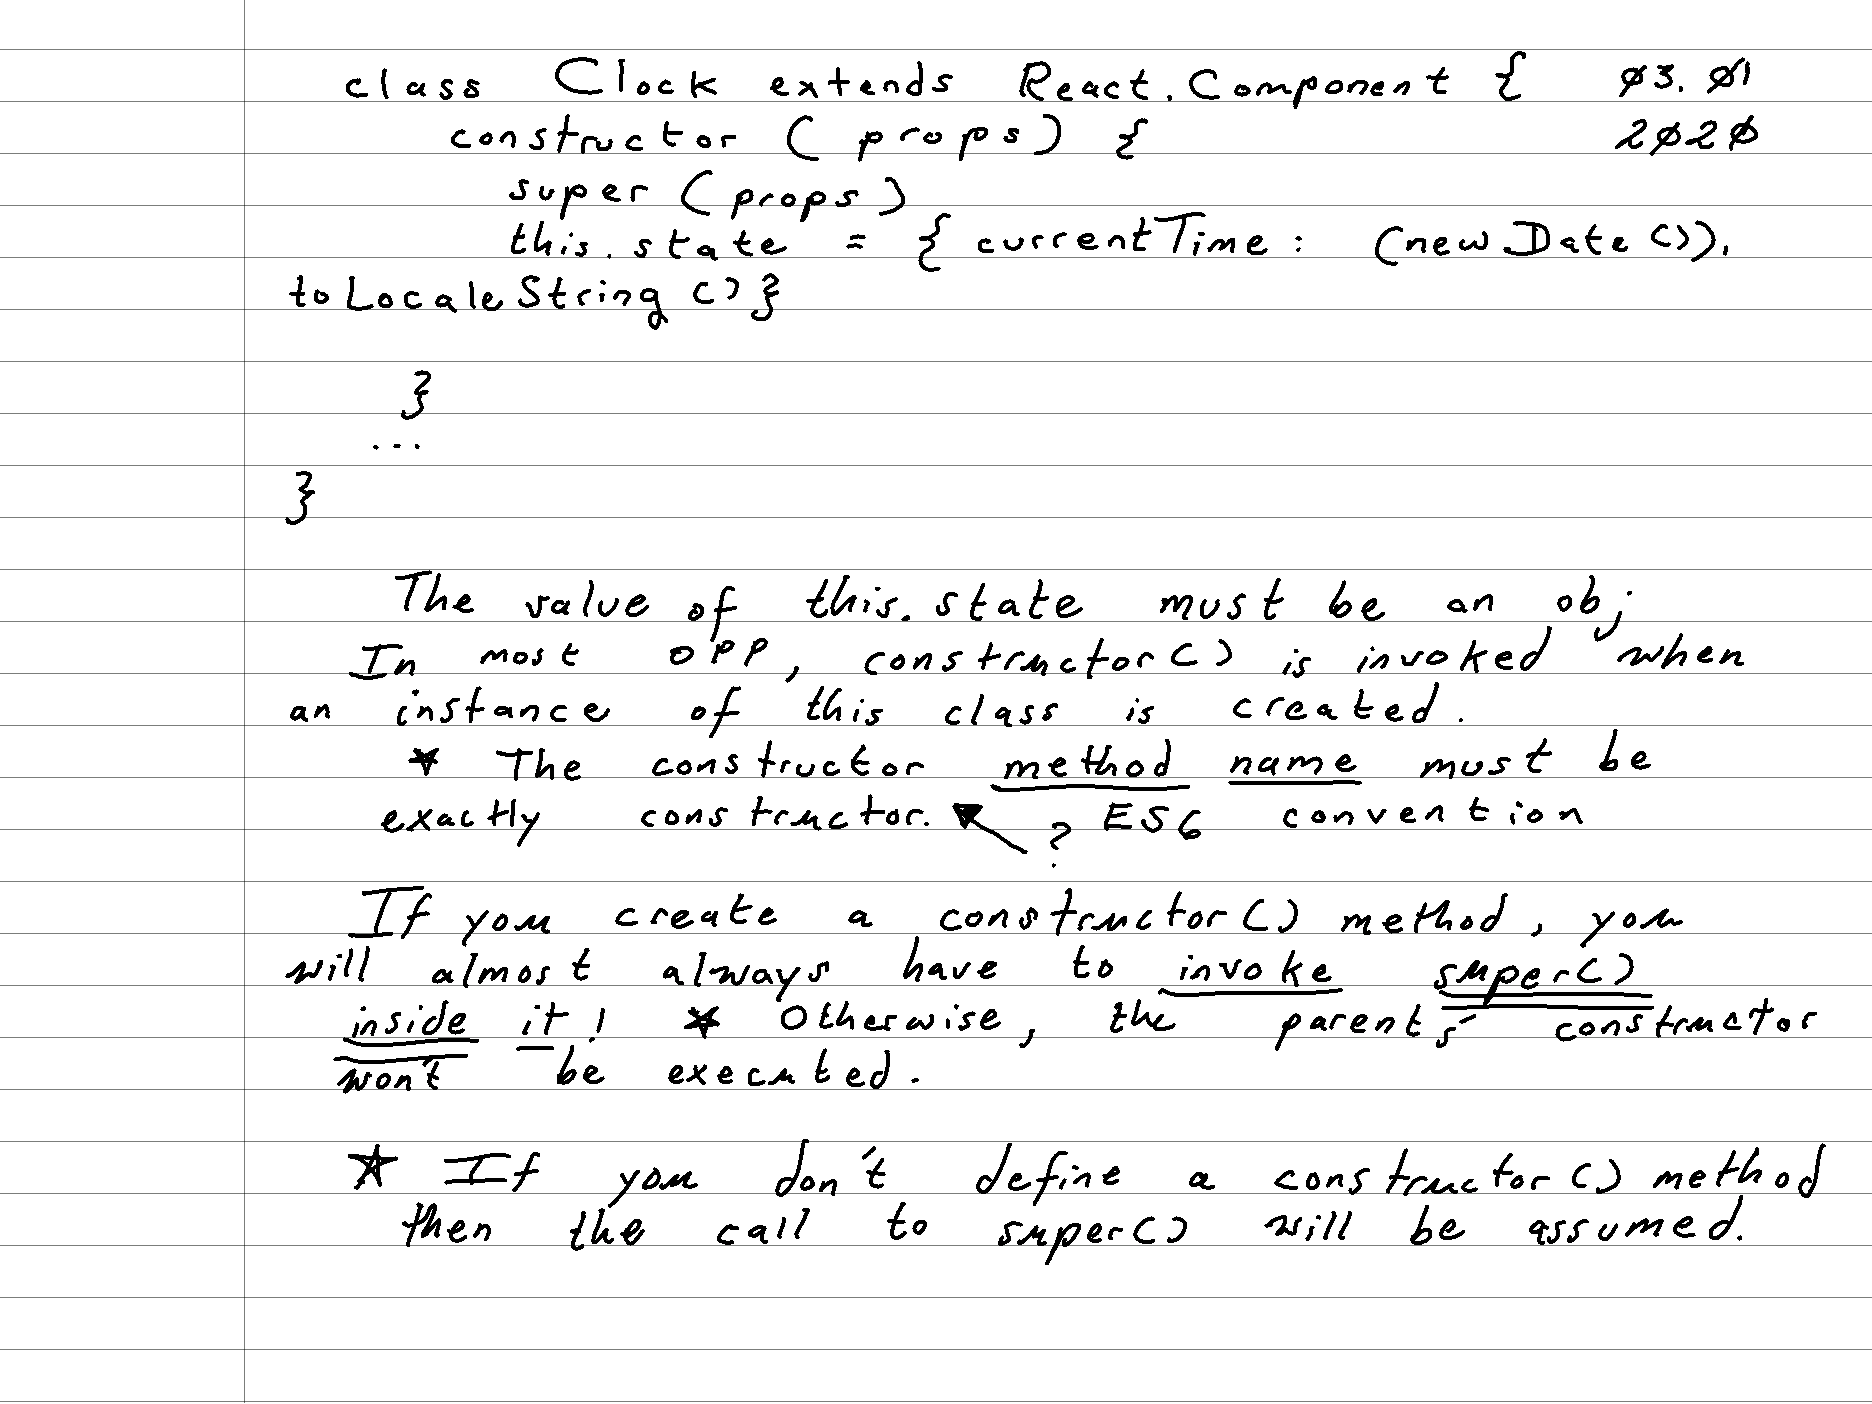 class Clock extends React.Component { 03.01
constructor (props) { 2020
super (props)
this.state = { currentTime: (new Date()).
toLocaleString()}
}
...
}
The value of this.state must be an obj
In most OPP, constructor() is invoked when
an instance of this class is created.
* The constructor method name must be
exactly constructor. ? ES6 convention
If you create a constructor() method, you
will almost always have to invoke super()
inside it! * Otherwise, the parent's constructor
won't be executed.
* If you don't define a constructor() method
then the call to super() will be assumed.